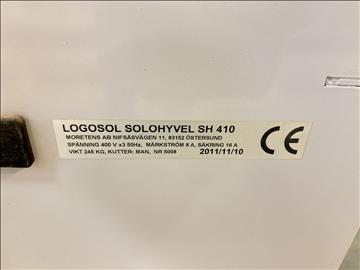 LOGOSOL SOLOHYVEL SH 410
MORETENS AB NIFSÅSVÄGEN 11, 83152 ÖSTERSUND
SPÄNNING 400 V x3 50Hz, MÄRKSTRÖM 8 A, SÄKRING 16 A
VIKT 245 KG, KUTTER: MAN, NR 5008 2011/11/10
CE